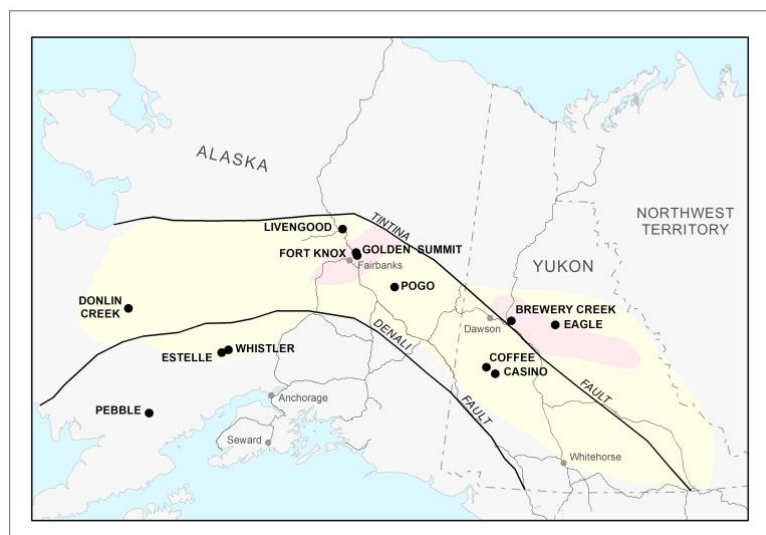 ALASKA
NORTHWEST
TERRITORY
YUKON
LIVENGOOD
TINTINA
GOLDEN SUMMIT
FORT KNOX
Fairbanks
POGO
DONLIN
CREEK
BREWERY CREEK
EAGLE
Dawson
DENALI
WHISTLER
ESTELLE
COFFEE
CASINO
FAULT
FAULT
PEBBLE
Anchorage
Seward
Whitehorse